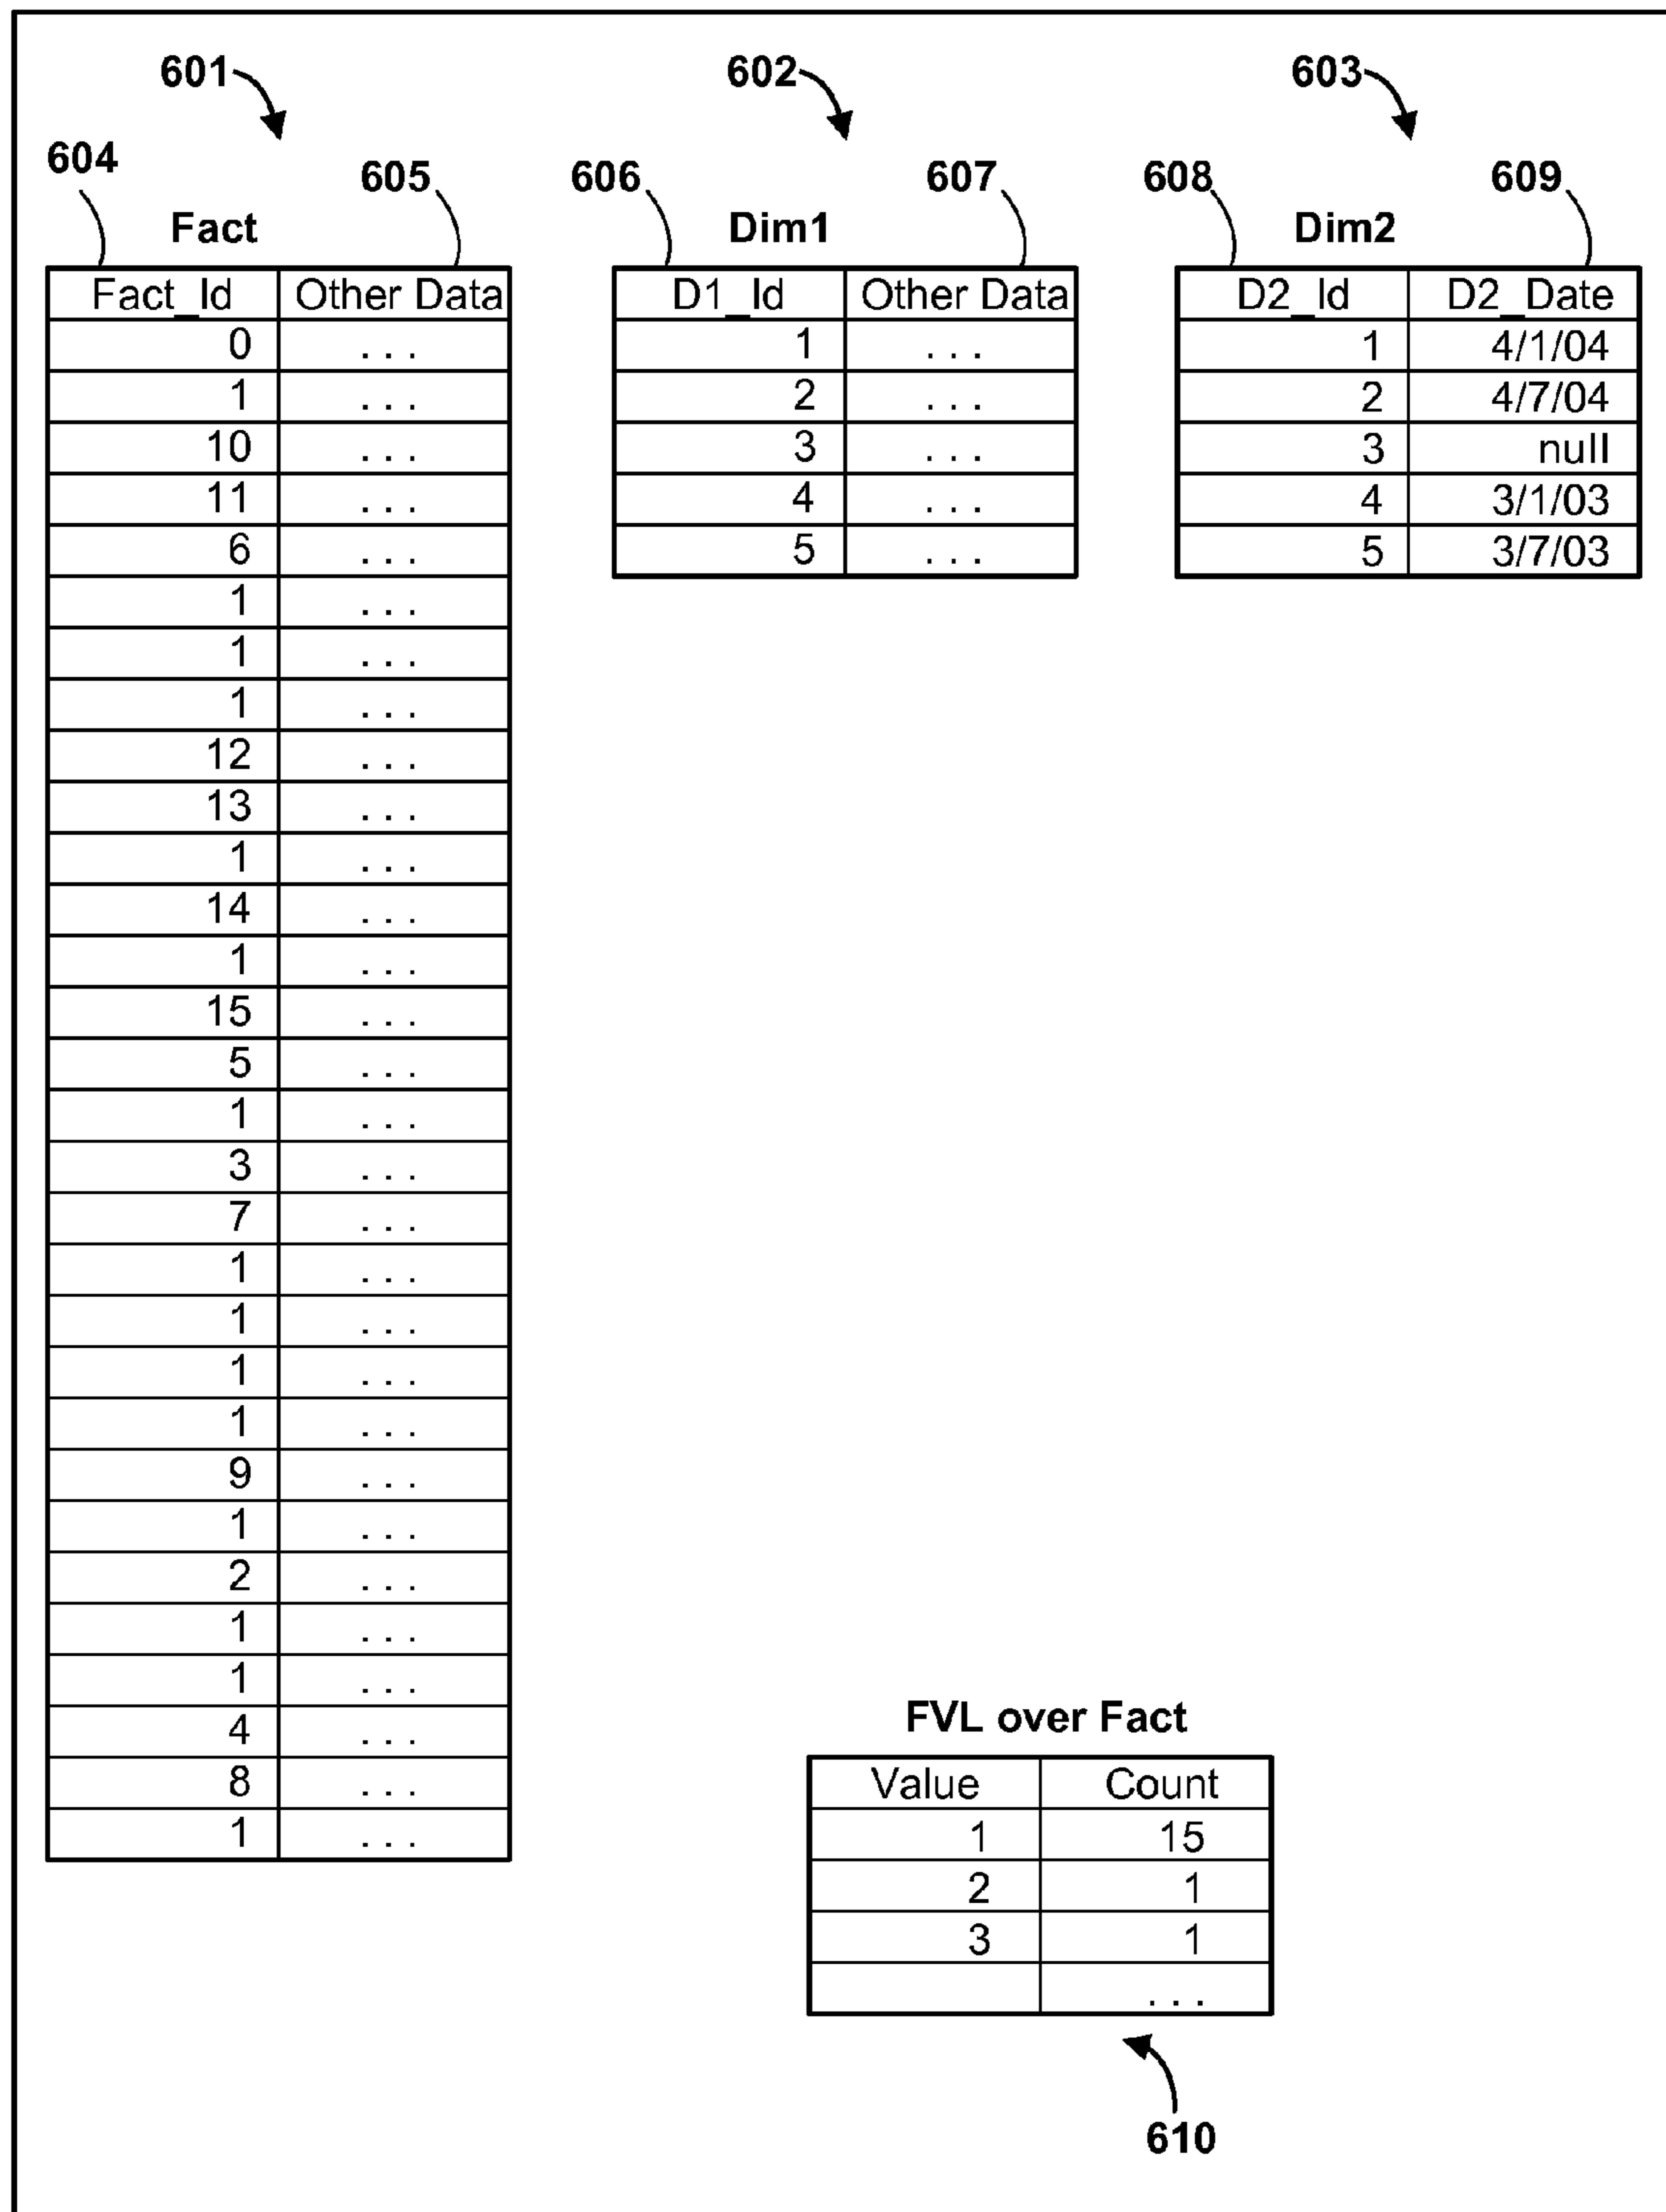 601 602 603
604 605 606 607 608 609
Fact Dim1 Dim2
Fact_Id Other Data D1_Id Other Data D2_Id D2_Date
0 . . . 1 . . . 1 4/1/04
1 . . . 2 . . . 2 4/7/04
10 . . . 3 . . . 3 null
11 . . . 4 . . . 4 3/1/03
6 . . . 5 . . . 5 3/7/03
1 . . .
1 . . .
1 . . .
12 . . .
13 . . .
1 . . .
14 . . .
1 . . .
15 . . .
5 . . .
1 . . .
3 . . .
7 . . .
1 . . .
1 . . .
1 . . .
1 . . .
9 . . .
1 . . .
2 . . .
1 . . .
1 . . .
4 . . .
8 . . .
1 . . .
FVL over Fact
Value Count
1 15
2 1
3 1
. . .
610